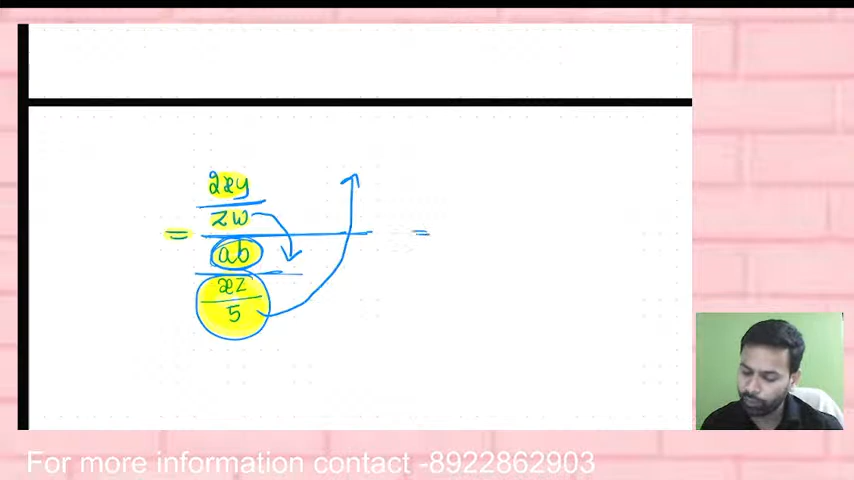 2xy
zw
= =
ab
xz
5
For more information contact -8922862903